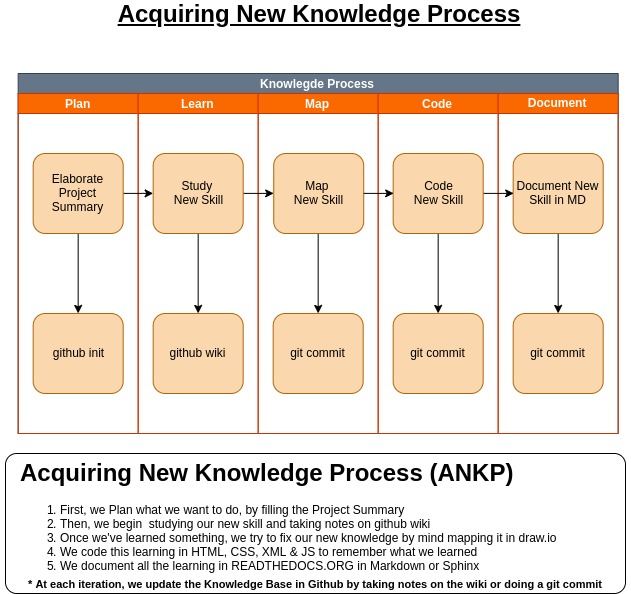 Acquiring New Knowledge Process
Knowlegde Process
Plan
Learn
Map
Code
Document
Elaborate
Project
Summary
Study
New Skill
Map
New Skill
Code
New Skill
Document New
Skill in MD
github init
github wiki
git commit
git commit
git commit
Acquiring New Knowledge Process (ANKP)
1. First, we Plan what we want to do, by filling the Project Summary
2. Then, we begin  studying our new skill and taking notes on github wiki
3. Once we've learned something, we try to fix our new knowledge by mind mapping it in draw.io
4. We code this learning in HTML, CSS, XML & JS to remember what we learned
5. We document all the learning in READTHEDOCS.ORG in Markdown or Sphinx
* At each iteration, we update the Knowledge Base in Github by taking notes on the wiki or doing a git commit